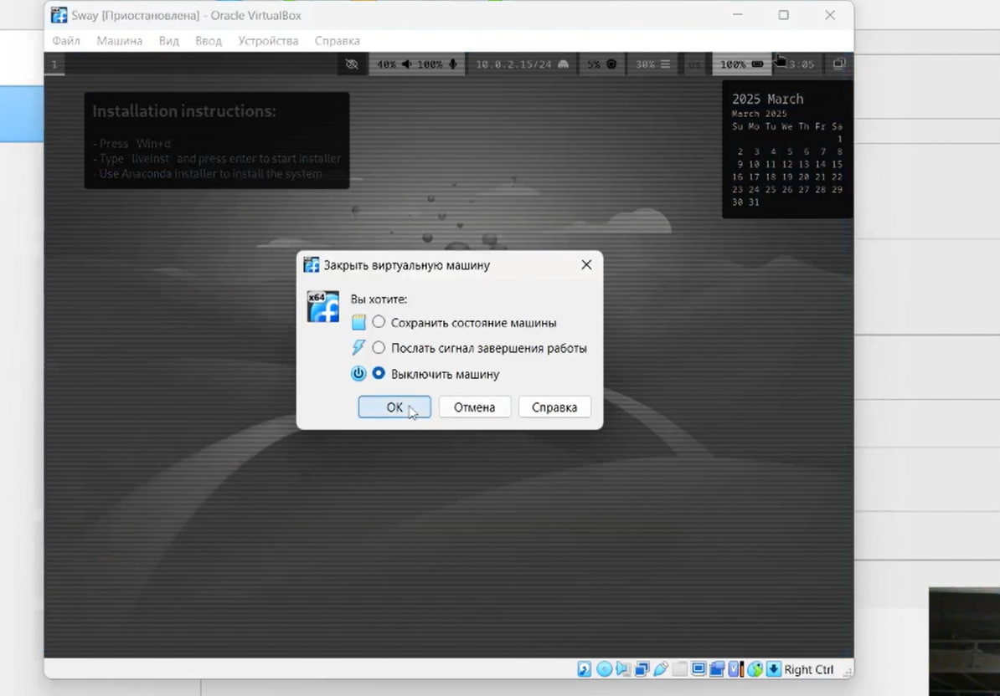 Sway [Приостановлена] - Oracle VirtualBox
Файл Машина Вид Ввод Устройства Справка
1 40% 100% 10.0.2.15/24 5% 30% us 100% 3:05
Installation instructions:
- Press `Win+d`
- Type `liveinst` and press enter to start installer
- Use Anaconda installer to install the system
2025 March
March 2025
Su Mo Tu We Th Fr Sa
1
2 3 4 5 6 7 8
9 10 11 12 13 14 15
16 17 18 19 20 21 22
23 24 25 26 27 28 29
30 31
Закрыть виртуальную машину
x64
Вы хотите:
Сохранить состояние машины
Послать сигнал завершения работы
Выключить машину
ОК Отмена Справка
Right Ctrl